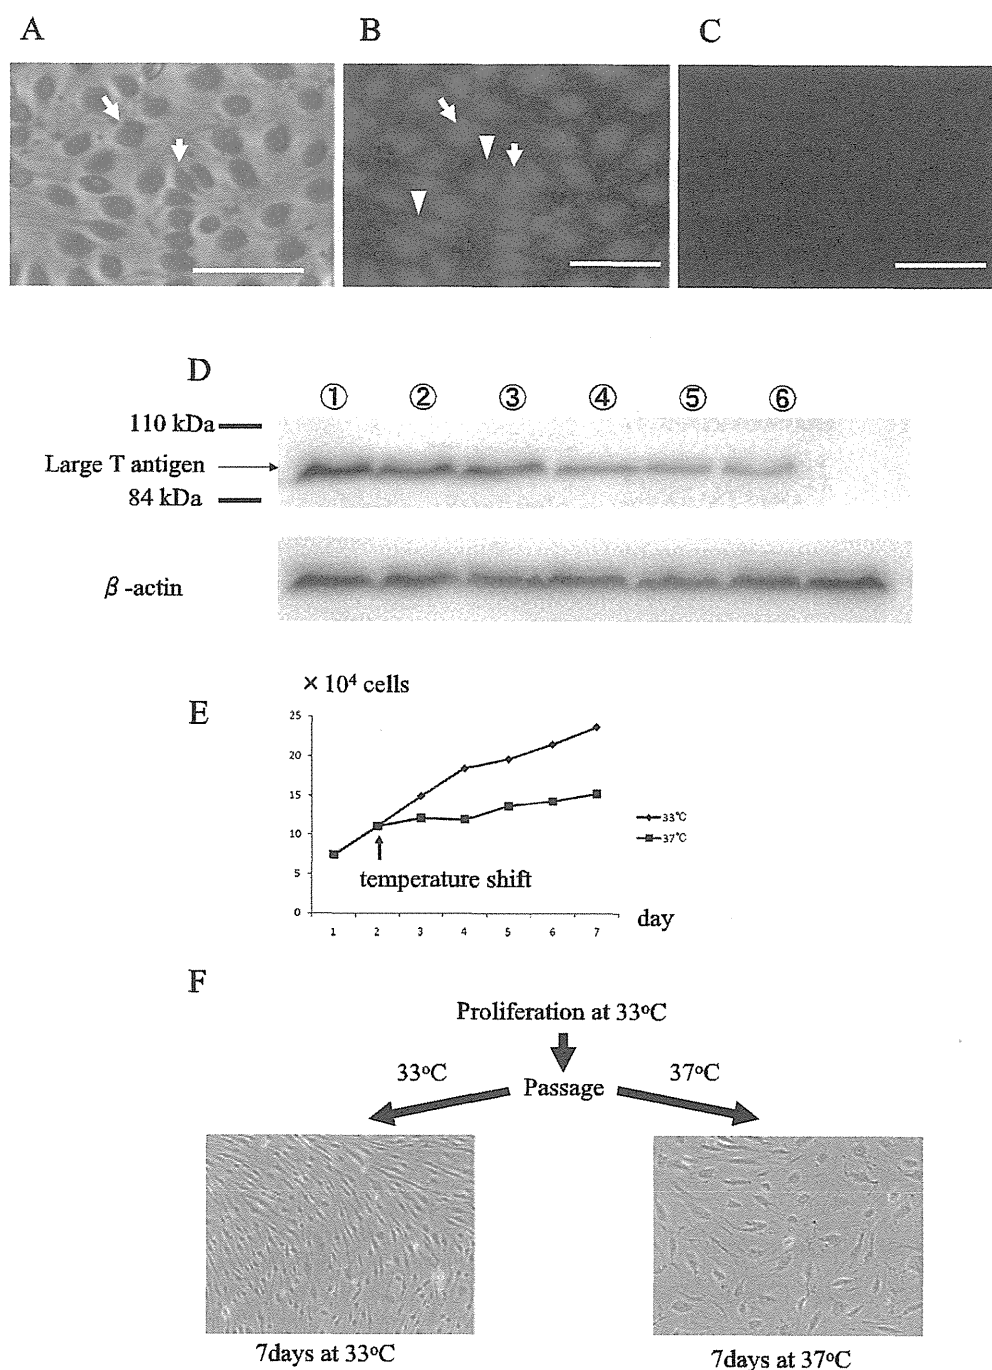 A
B
C
D
① ② ③ ④ ⑤ ⑥
110 kDa
Large T antigen
84 kDa
β-actin
E
× 10⁴ cells
25
20
15
10
5
0
33℃
37℃
temperature shift
1 2 3 4 5 6 7
day
F
Proliferation at 33°C
33°C
Passage
37°C
7days at 33°C
7days at 37°C